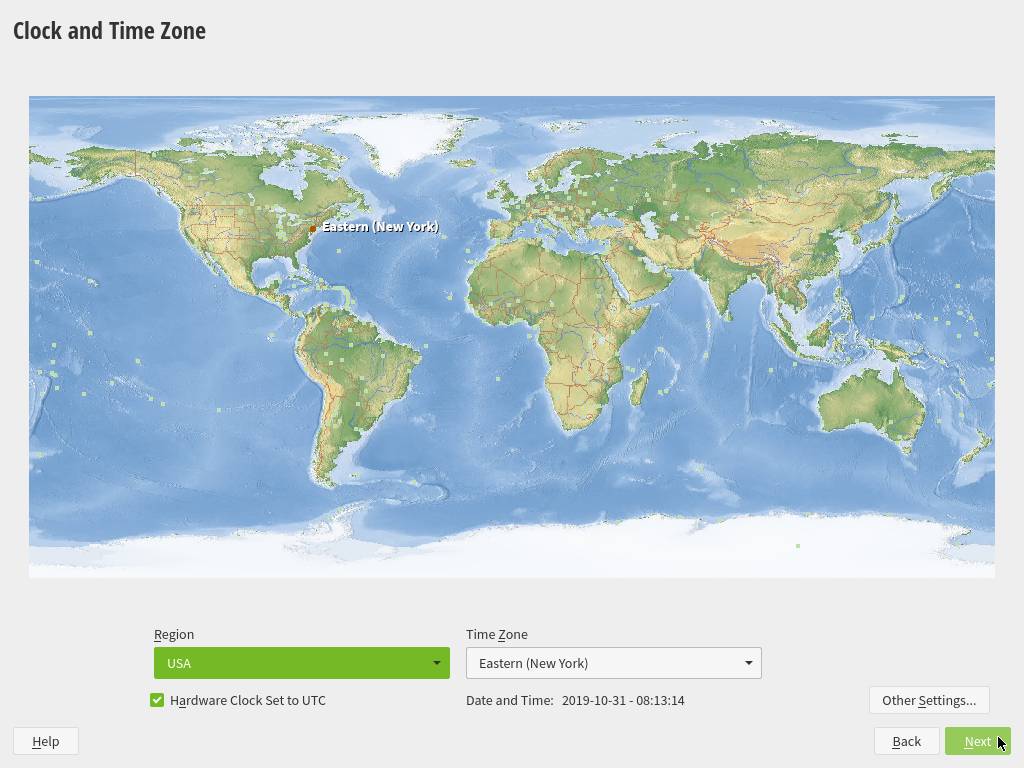 Clock and Time Zone
Eastern (New York)
Region
Time Zone
USA
Eastern (New York)
Hardware Clock Set to UTC
Date and Time: 2019-10-31 - 08:13:14
Other Settings...
Help
Back
Next